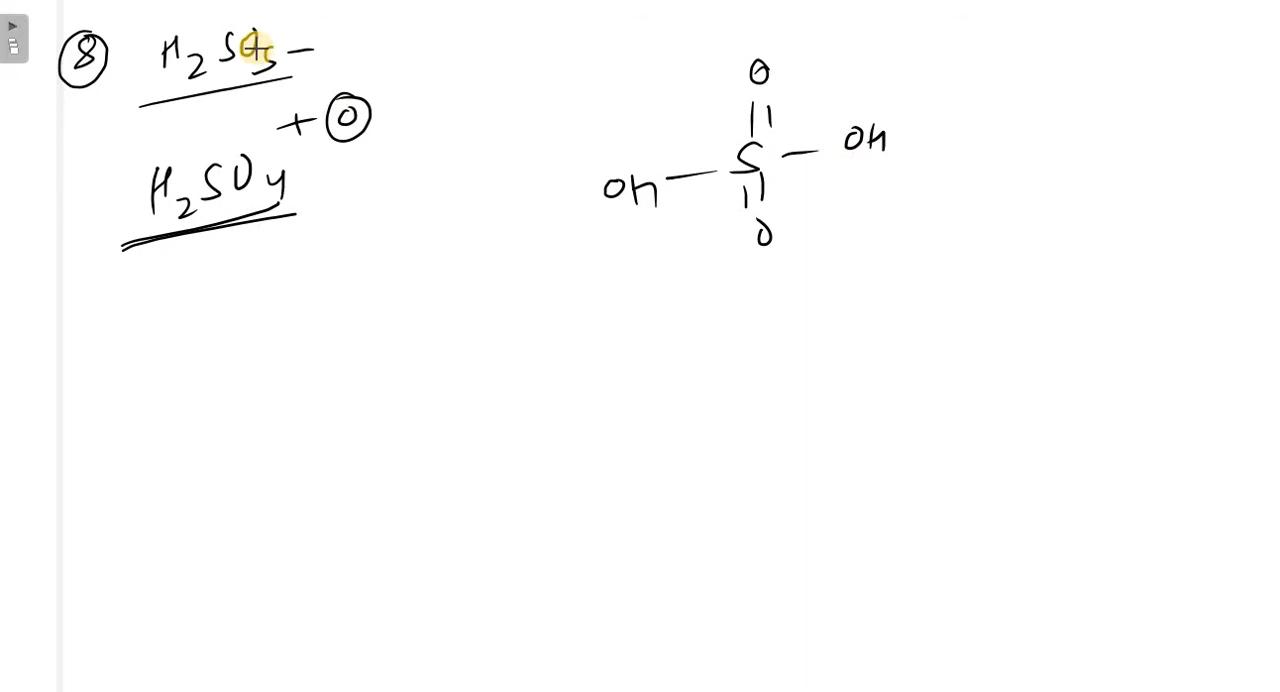 ⑧ H2SO5 -
+ O
H2SO4
O
||
S - OH
OH -
||
O